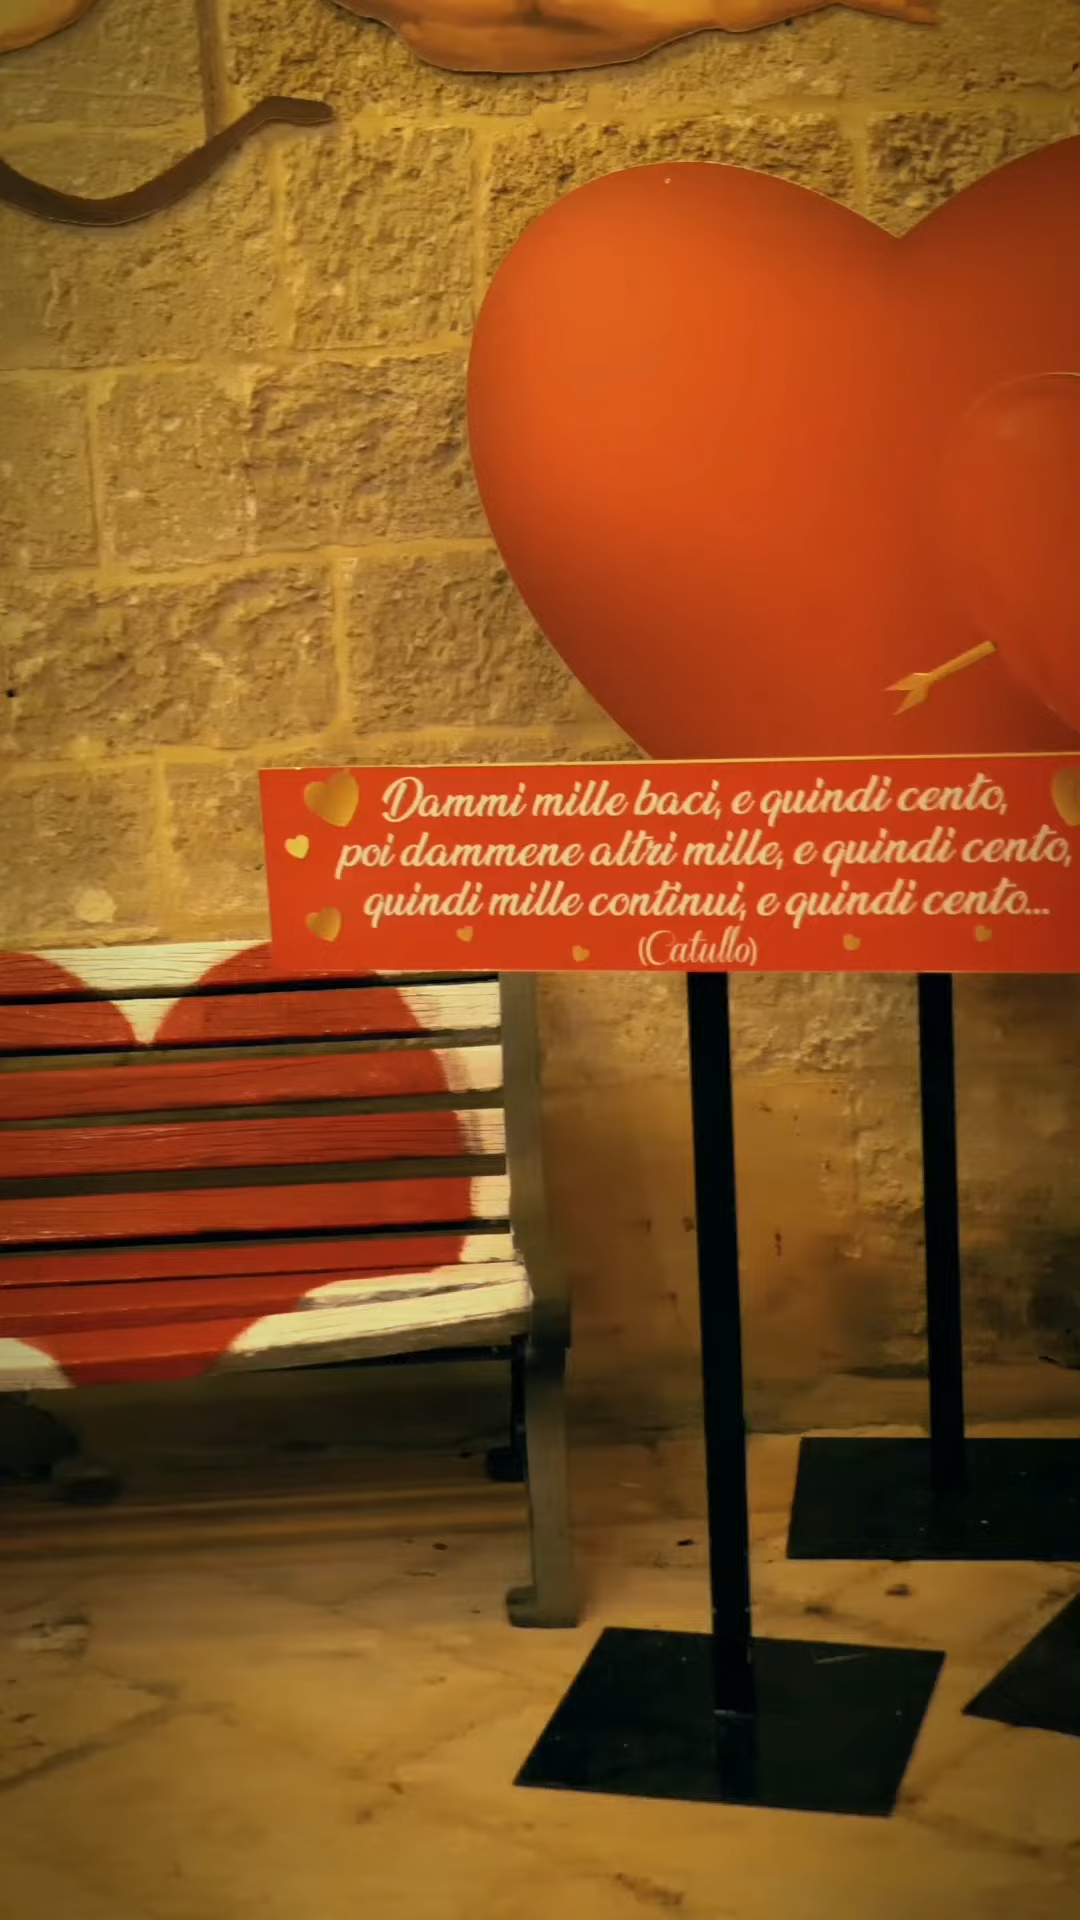 Dammi mille baci, e quindi cento,
poi dammene altri mille, e quindi cento,
quindi mille continui, e quindi cento...
(Catullo)